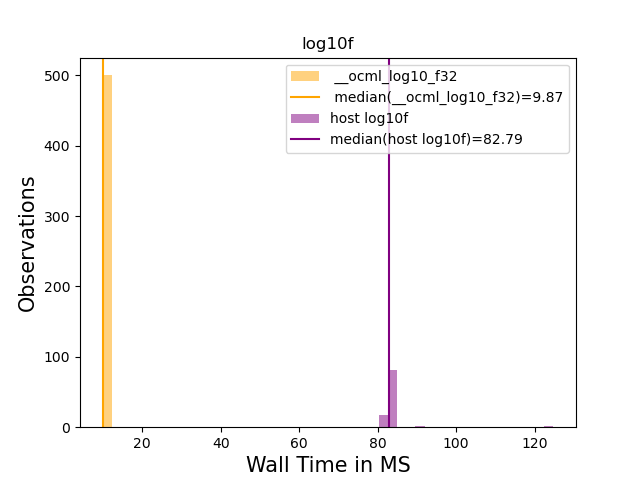 log10f
__ocml_log10_f32
median(__ocml_log10_f32)=9.87
host log10f
median(host log10f)=82.79
500
400
300
200
100
0
Observations
20 40 60 80 100 120
Wall Time in MS